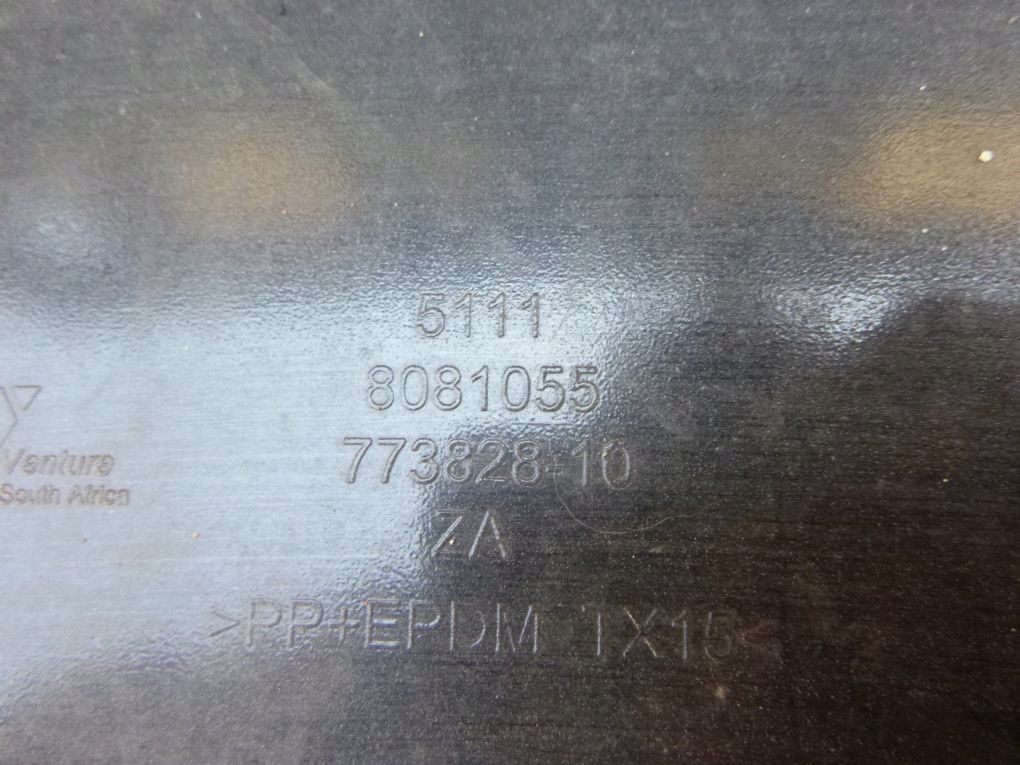 5111
8081055
773828-10
Venture
South Africa
ZA
>PP+EPDM TX15<